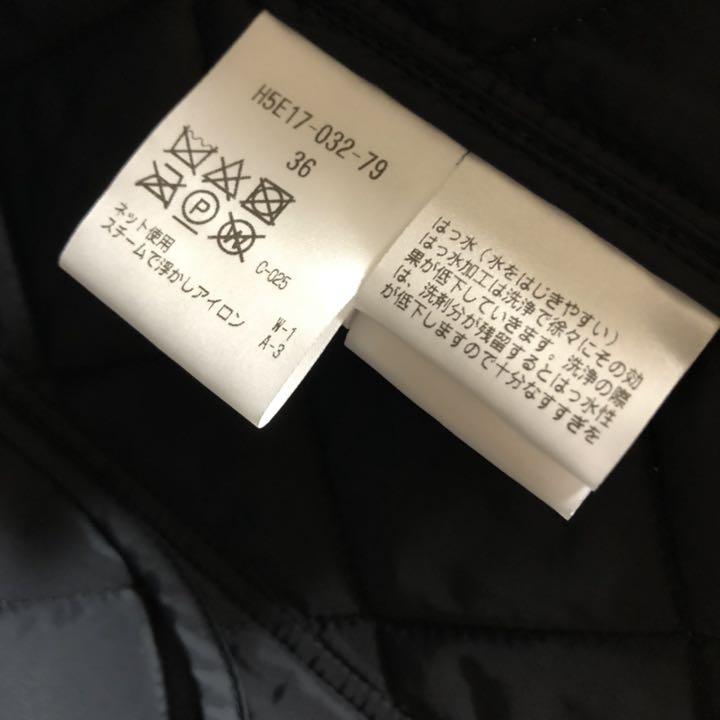 H5E17-032-79
36
P
W
C-025
ネット使用
スチームで浮かしアイロン
W-1
A-3
はっ水（水をはじきやすい）
はっ水加工は洗浄で徐々にその効
果が低下していきます。洗浄の際
は、洗剤分が残留するとはっ水性
が低下しますので十分なすすぎを